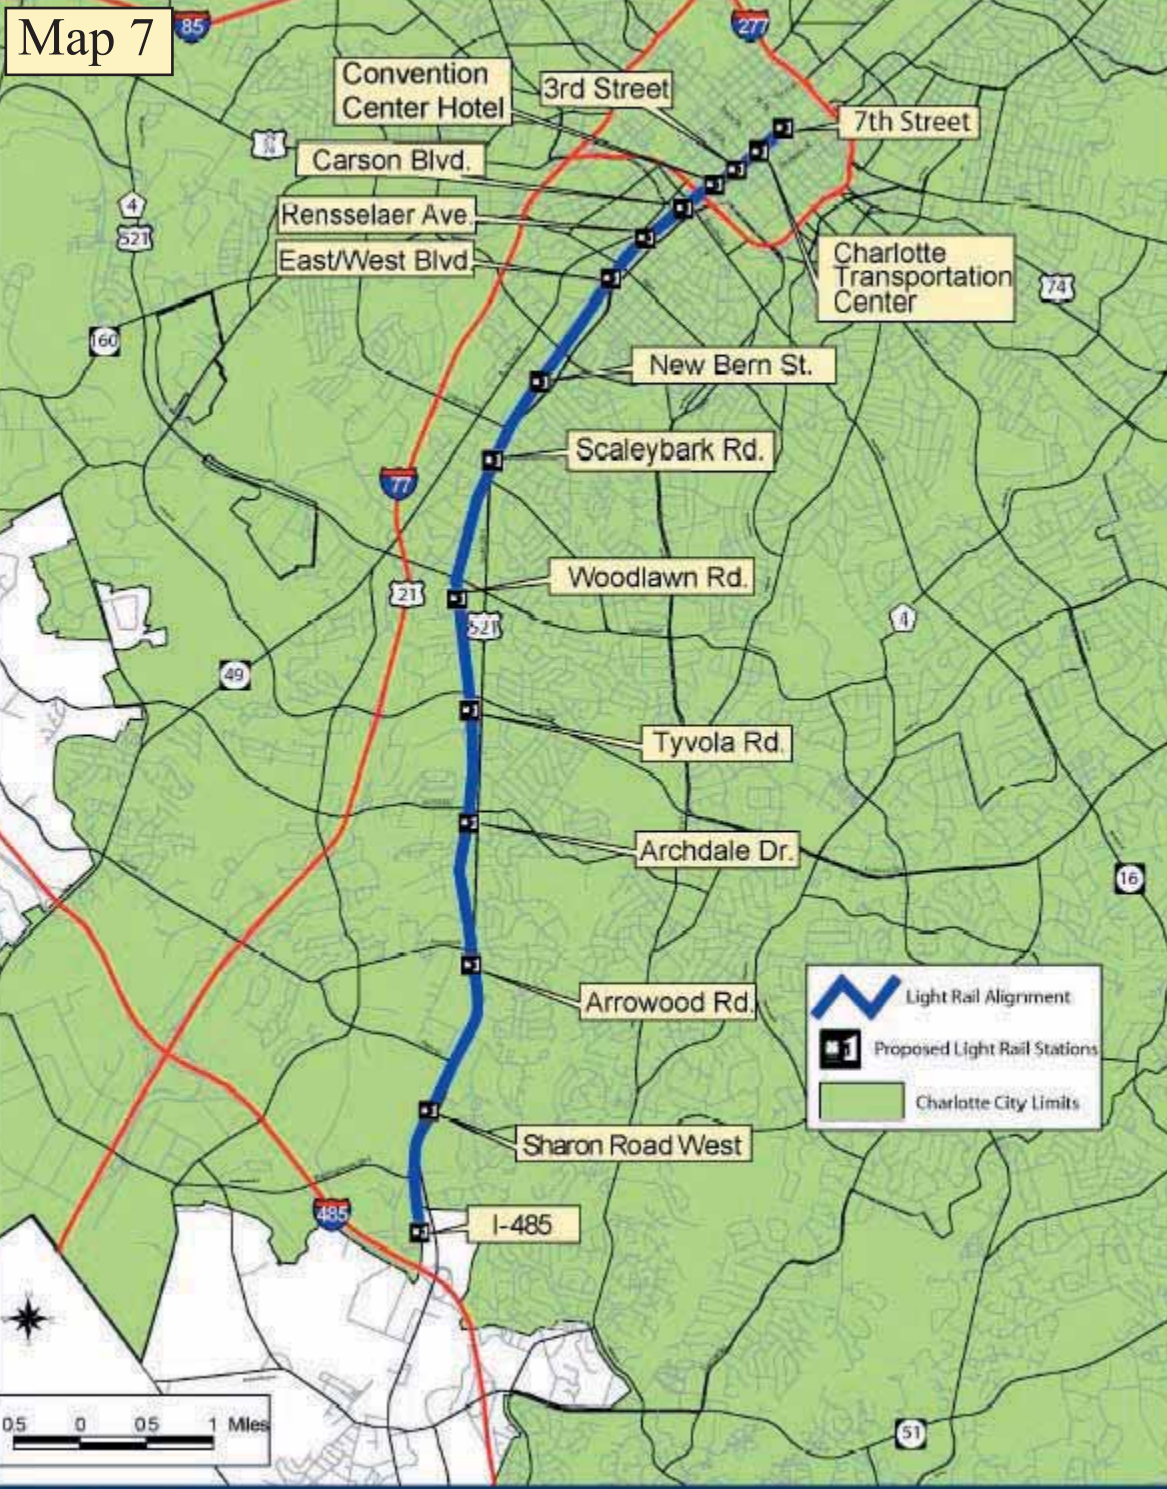 Map 7
85
277
Convention
Center Hotel
3rd Street
7th Street
Carson Blvd.
4
521
Rensselaer Ave.
East/West Blvd
Charlotte
Transportation
Center
74
160
New Bern St.
Scaleybark Rd.
77
Woodlawn Rd.
21
521
4
49
Tyvola Rd.
Archdale Dr.
16
Arrowood Rd.
Light Rail Alignment
Proposed Light Rail Stations
Charlotte City Limits
Sharon Road West
485
I-485
0.5 0 0.5 1 Miles
51